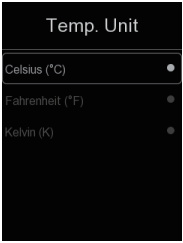 Temp. Unit
Celsius (°C)
Fahrenheit (°F)
Kelvin (K)